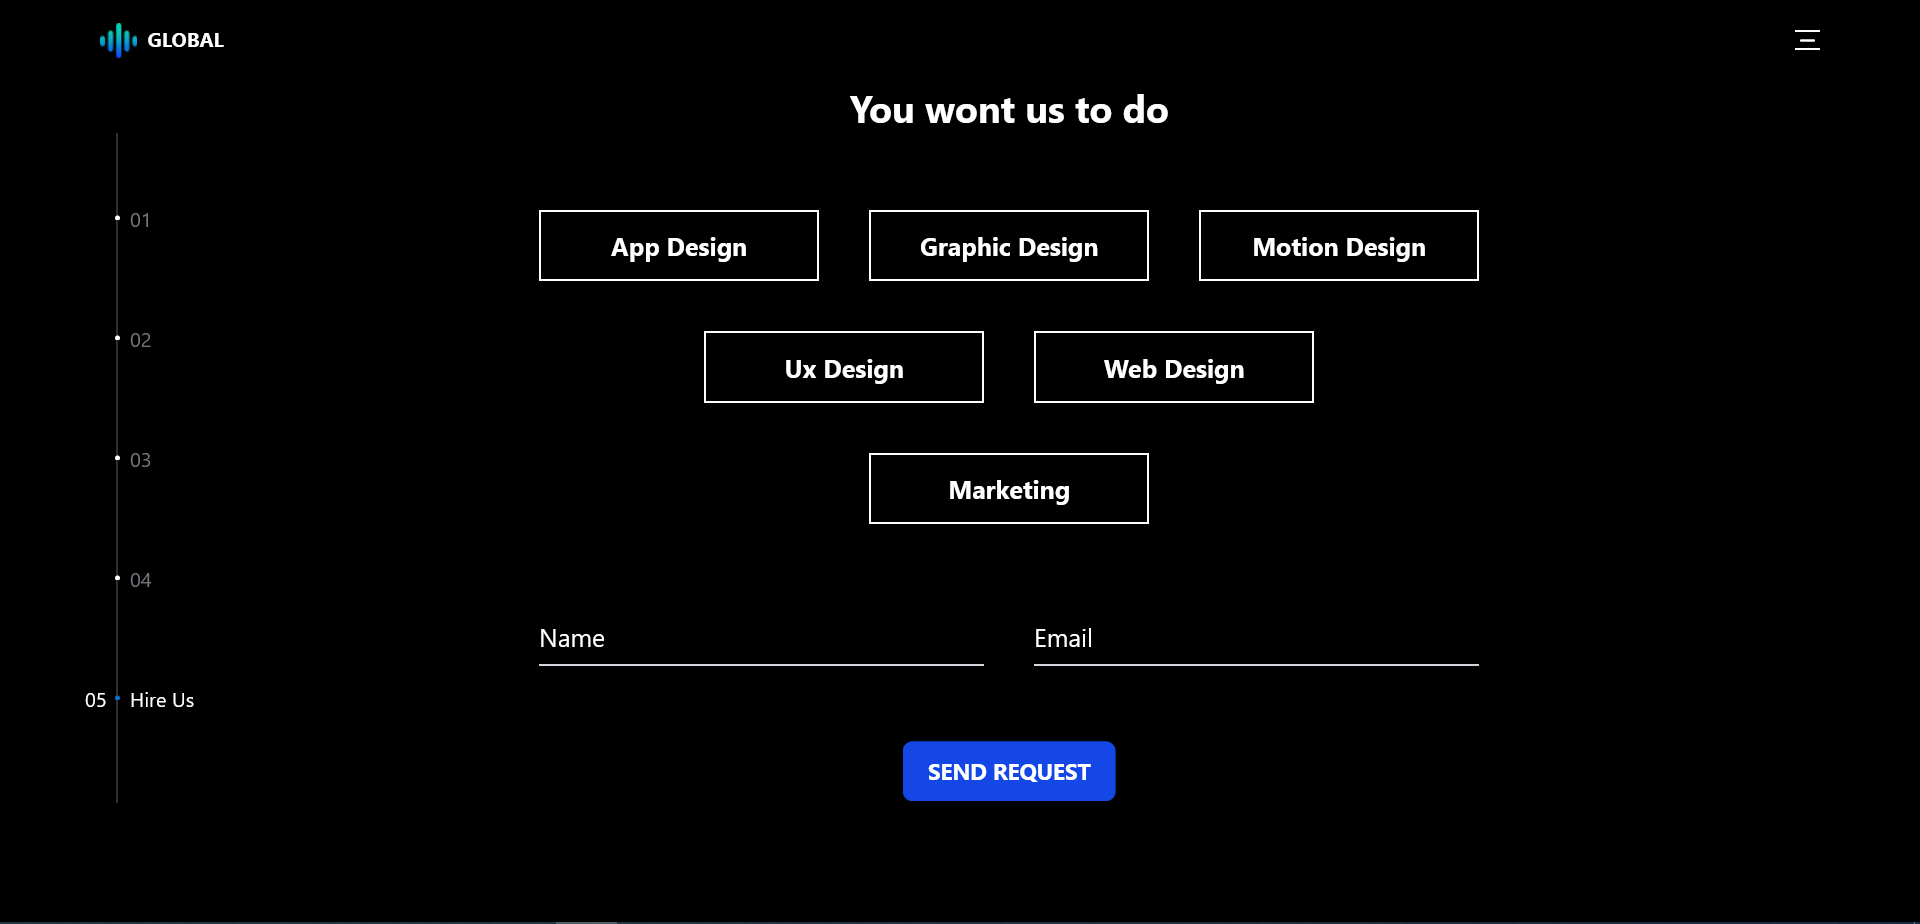 GLOBAL
You wont us to do
01
App Design
Graphic Design
Motion Design
02
Ux Design
Web Design
03
Marketing
04
Name
Email
05 Hire Us
SEND REQUEST